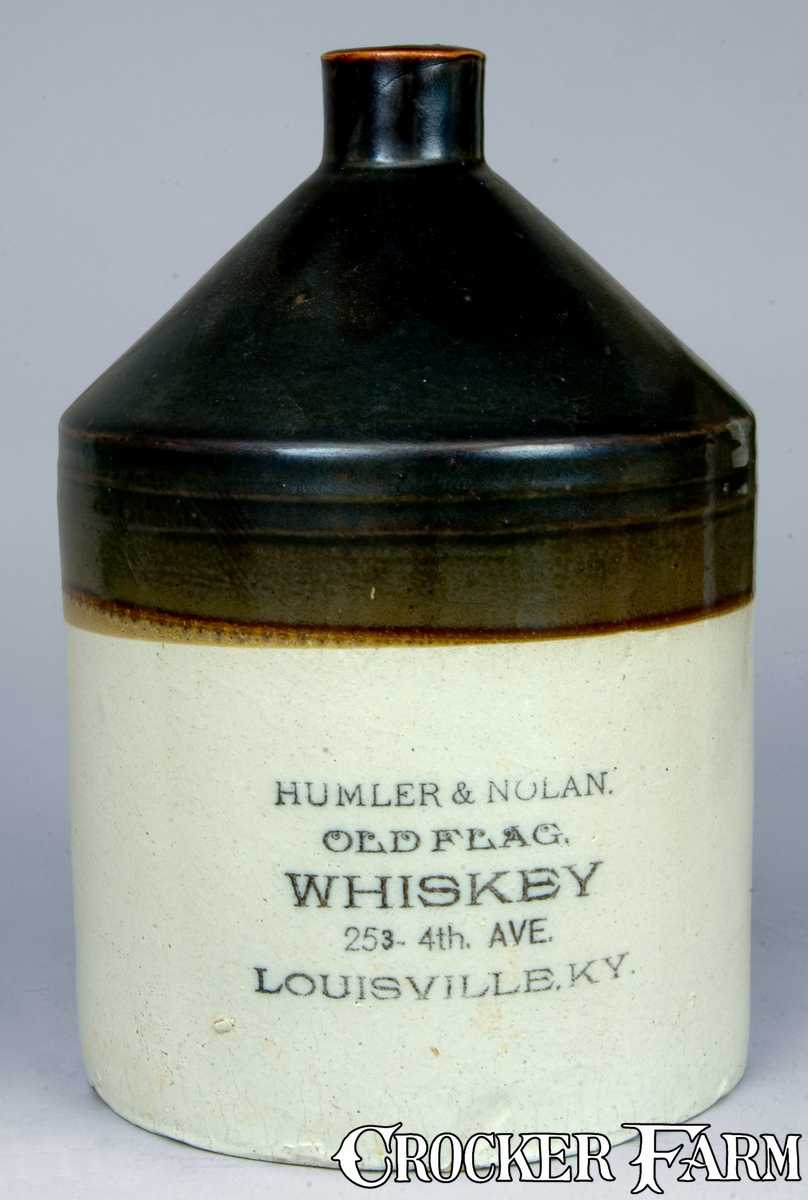 HUMLER & NOLAN.
OLD FLAG.
WHISKEY
253- 4th. AVE.
LOUISVILLE, KY.
CROCKER FARM